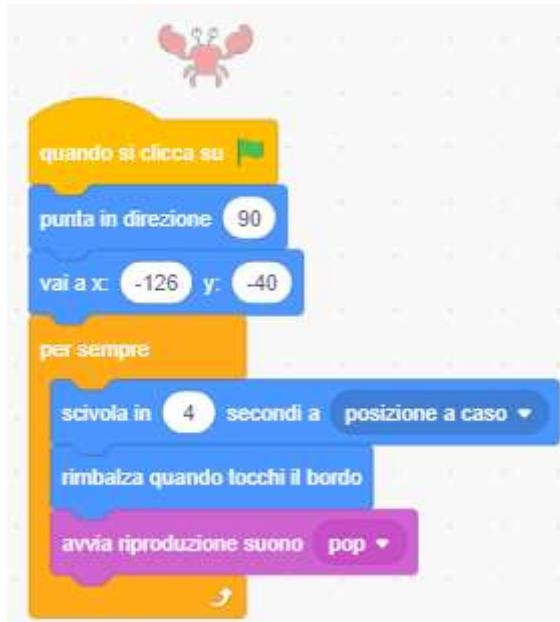 quando si clicca su
punta in direzione 90
vai a x: -126 y: -40
per sempre
scivola in 4 secondi a posizione a caso
rimbalza quando tocchi il bordo
avvia riproduzione suono pop